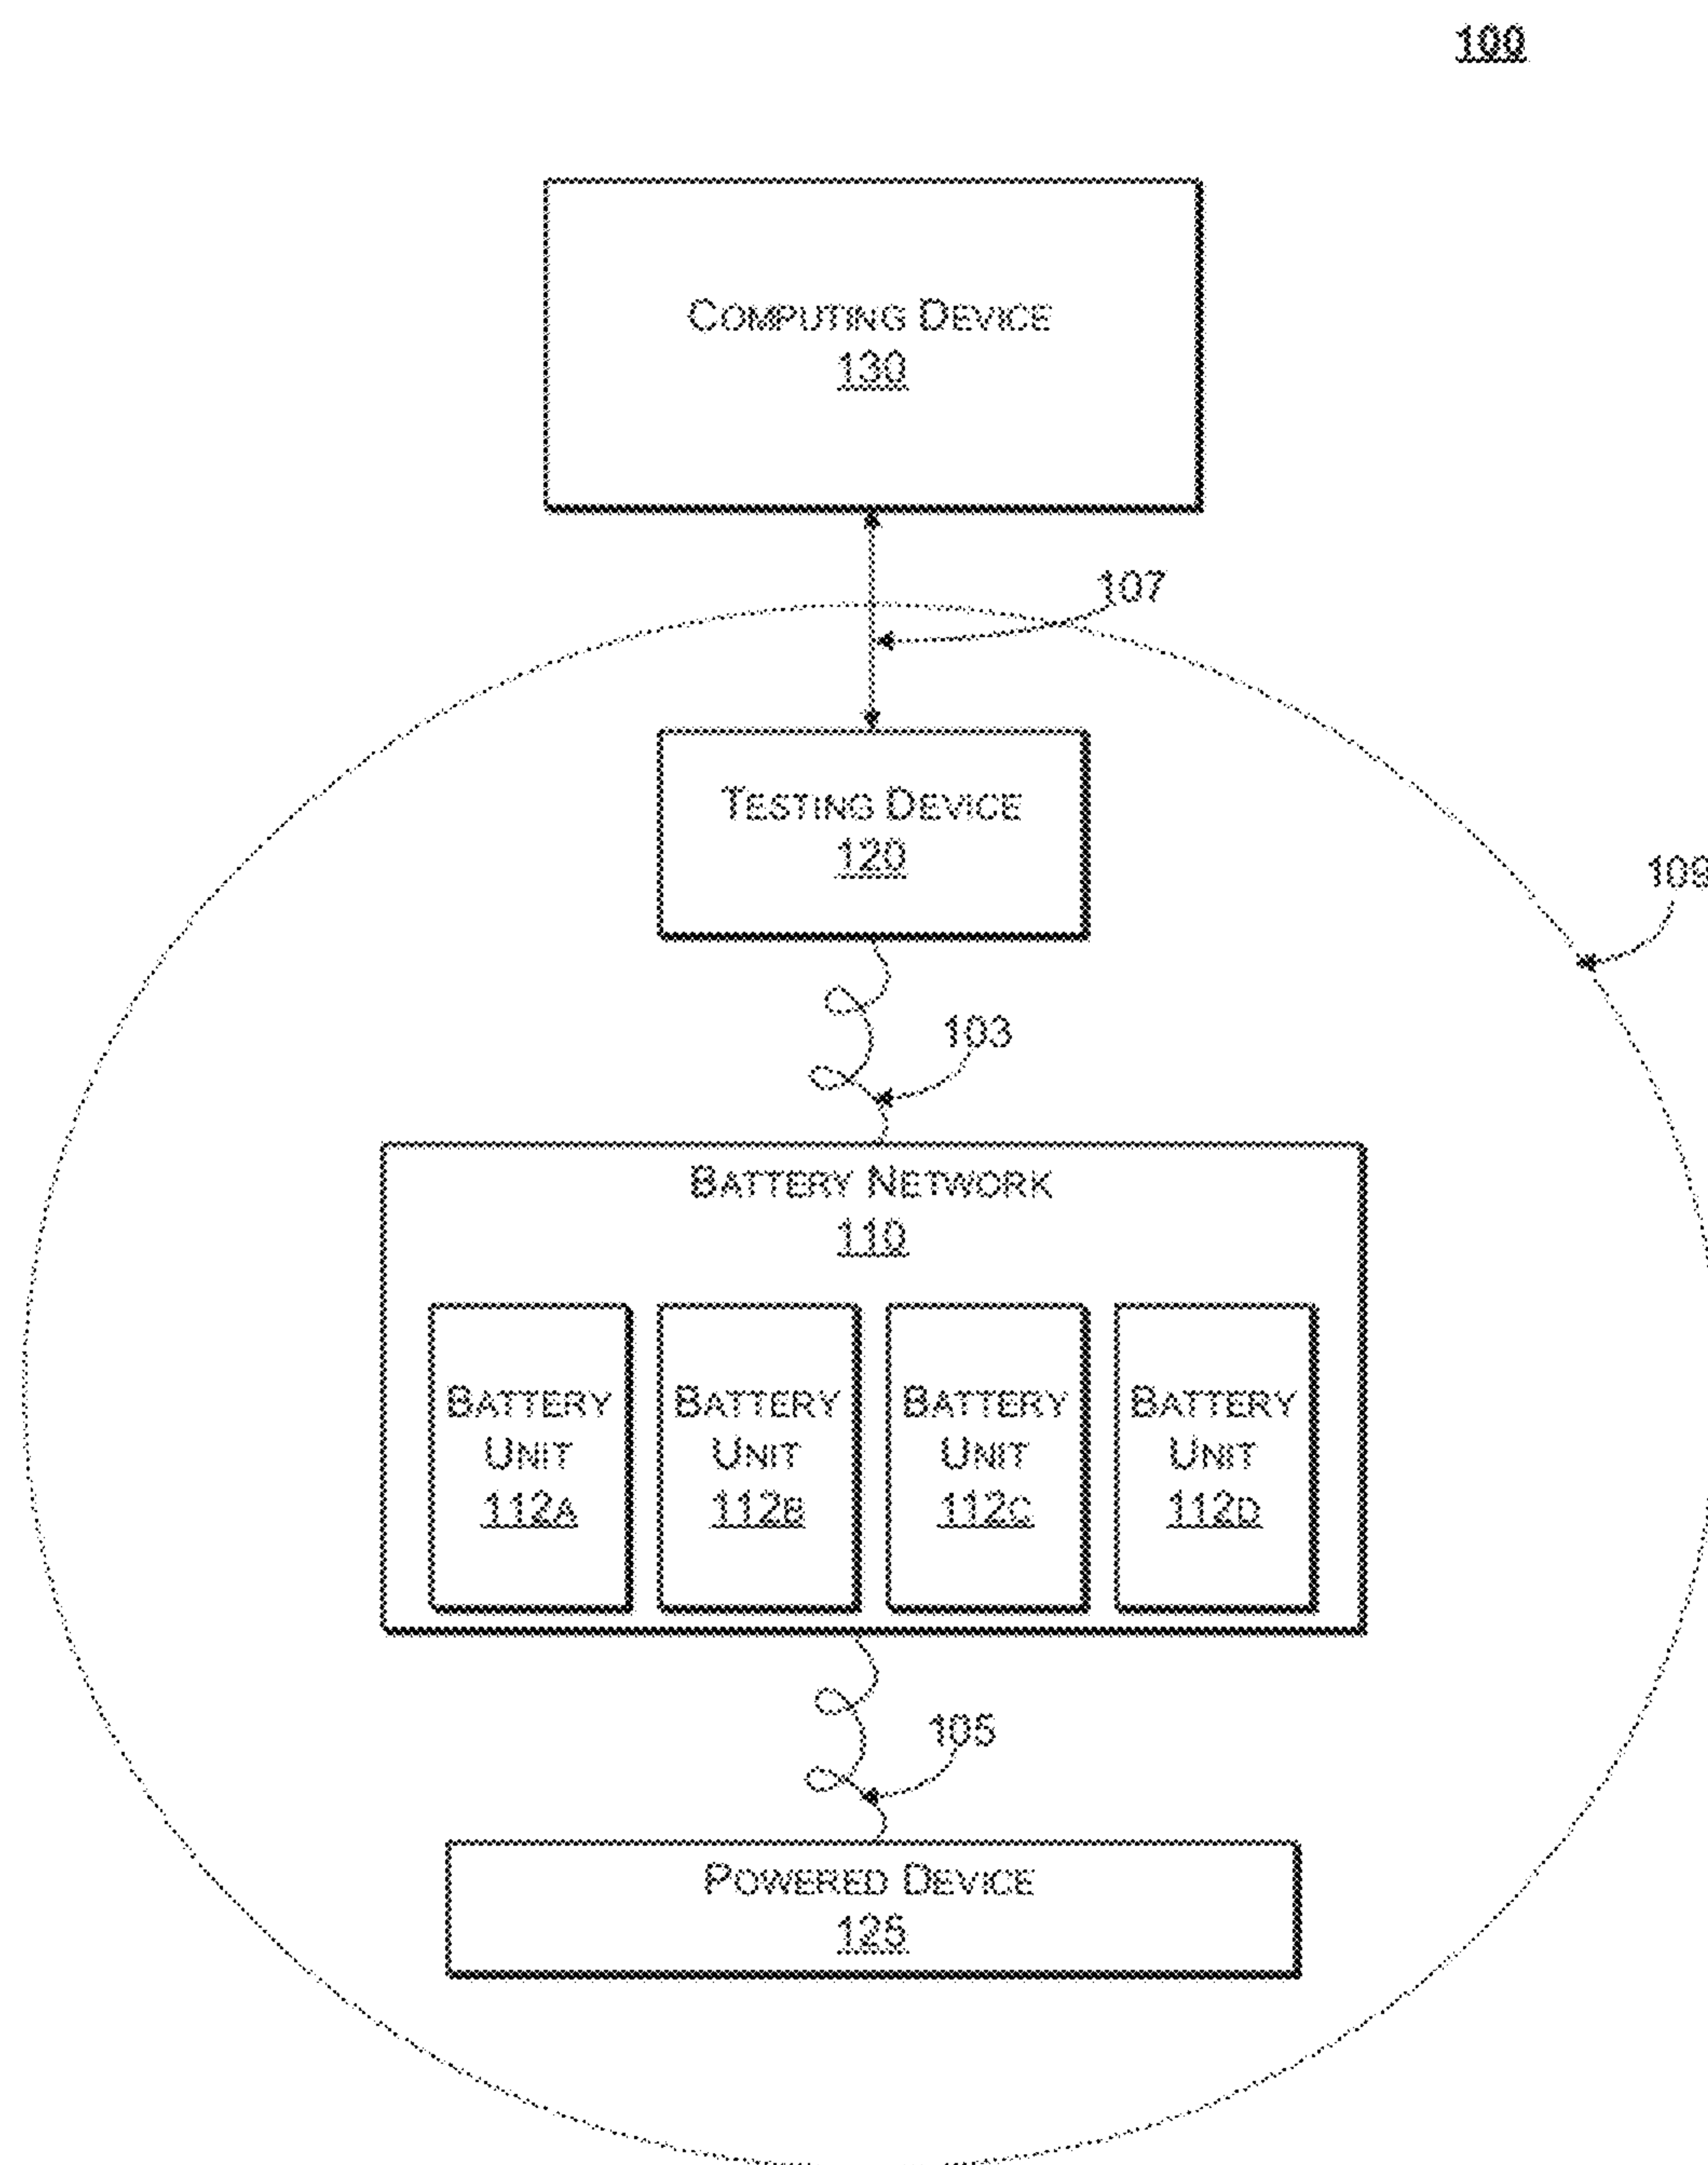 100
COMPUTING DEVICE
130
107
TESTING DEVICE
120
109
103
BATTERY NETWORK
110
BATTERY UNIT 112A
BATTERY UNIT 112B
BATTERY UNIT 112C
BATTERY UNIT 112D
105
POWERED DEVICE
125